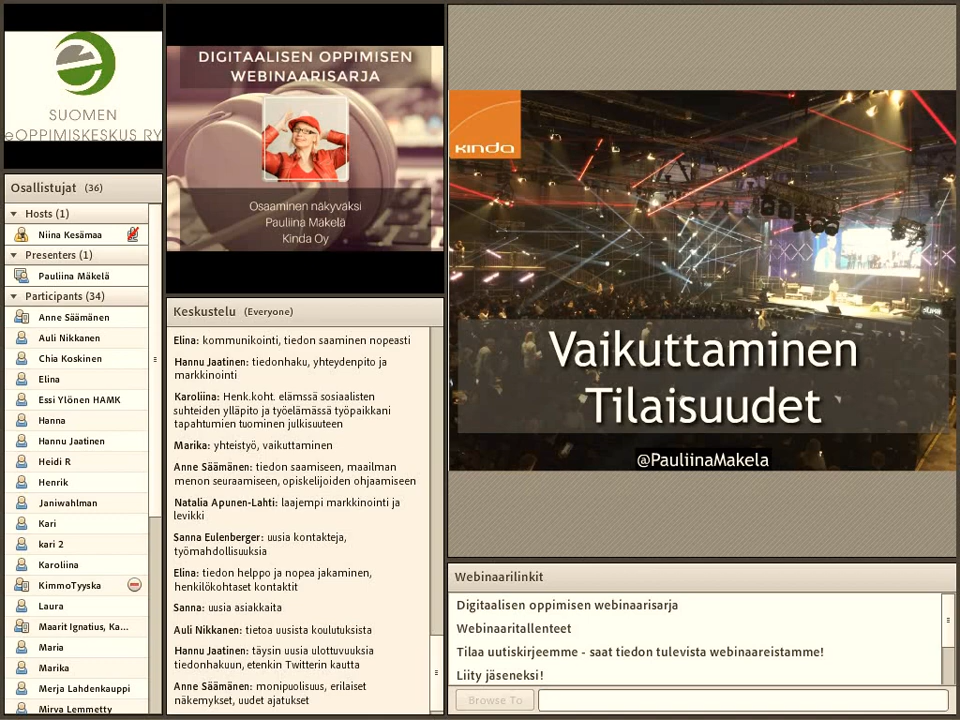 SUOMEN
eOPPIMISKESKUS RY
Osallistujat (36)
Hosts (1)
Niina Kesämaa
Presenters (1)
Pauliina Mäkelä
Participants (34)
Anne Säämänen
Auli Nikkanen
Chia Koskinen
Elina
Essi Ylönen HAMK
Hanna
Hannu Jaatinen
Heidi R
Henrik
Janiwahlman
Kari
kari 2
Karoliina
KimmoTyyska
Laura
Maarit Ignatius, Ka...
Maria
Marika
Merja Lahdenkauppi
Mirva Lemmetty
DIGITAALISEN OPPIMISEN
WEBINAARISARJA
Osaaminen näkyväksi
Pauliina Mäkelä
Kinda Oy
Keskustelu (Everyone)
Elina: kommunikointi, tiedon saaminen nopeasti
Hannu Jaatinen: tiedonhaku, yhteydenpito ja
markkinointi
Karoliina: Henk.koht. elämssä sosiaalisten
suhteiden ylläpito ja työelämässä työpaikkani
tapahtumien tuominen julkisuuteen
Marika: yhteistyö, vaikuttaminen
Anne Säämänen: tiedon saamiseen, maailman
menon seuraamiseen, opiskelijoiden ohjaamiseen
Natalia Apunen-Lahti: laajempi markkinointi ja
levikki
Sanna Eulenberger: uusia kontakteja,
työmahdollisuuksia
Elina: tiedon helppo ja nopea jakaminen,
henkilökohtaset kontaktit
Sanna: uusia asiakkaita
Auli Nikkanen: tietoa uusista koulutuksista
Hannu Jaatinen: täysin uusia ulottuvuuksia
tiedonhakuun, etenkin Twitterin kautta
Anne Säämänen: monipuolisuus, erilaiset
näkemykset, uudet ajatukset
kinda
Vaikuttaminen
Tilaisuudet
@PauliinaMakela
Webinaarilinkit
Digitaalisen oppimisen webinaarisarja
Webinaaritallenteet
Tilaa uutiskirjeemme - saat tiedon tulevista webinaareistamme!
Liity jäseneksi!
Browse To